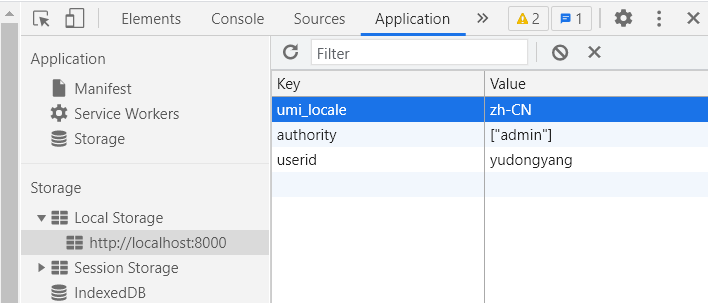 Elements Console Sources Application 2 1
Application
Manifest
Service Workers
Storage
Storage
Local Storage
http://localhost:8000
Session Storage
IndexedDB
Filter
Key Value
umi_locale zh-CN
authority ["admin"]
userid yudongyang